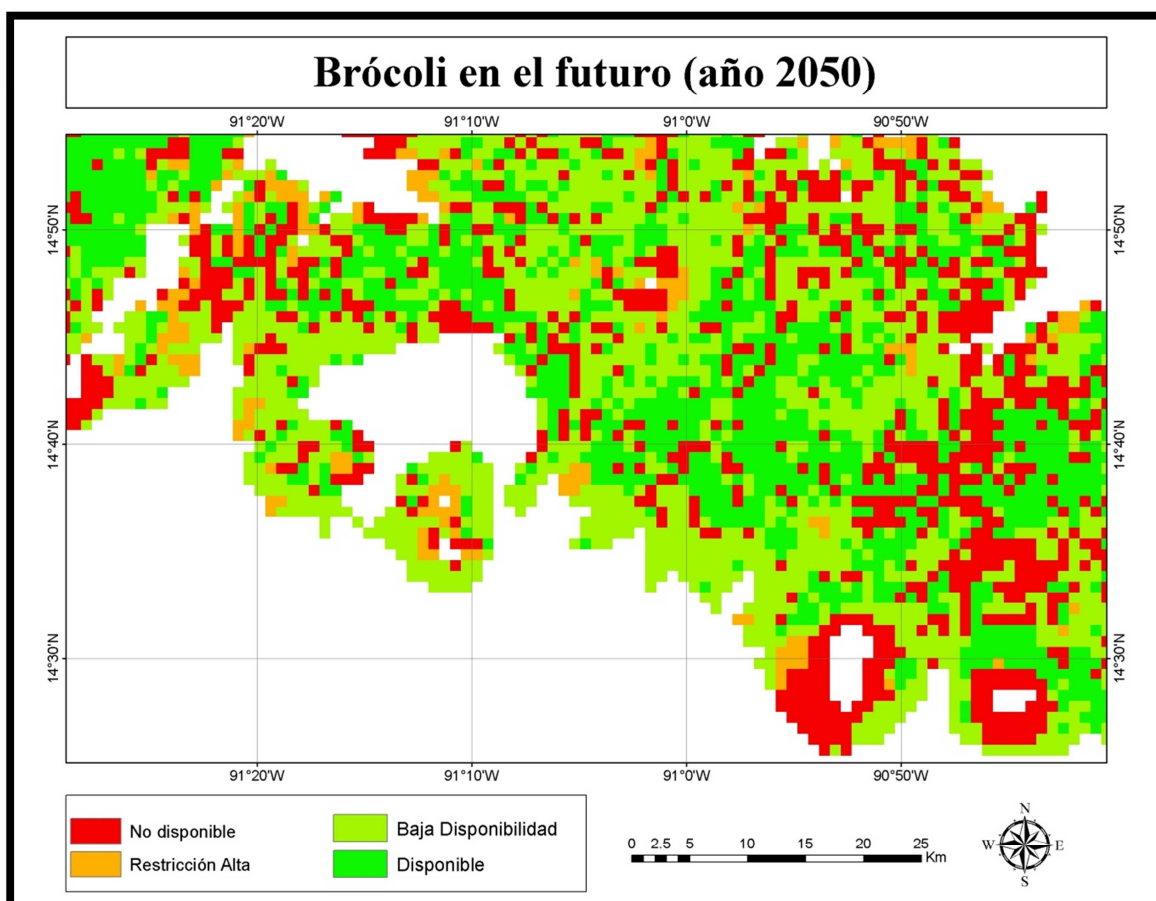 Brócoli en el futuro (año 2050)
91°20'W 91°10'W 91°0'W 90°50'W
14°50'N 14°50'N
14°40'N 14°40'N
14°30'N 14°30'N
91°20'W 91°10'W 91°0'W 90°50'W
No disponible Baja Disponibilidad
Restricción Alta Disponible
0 2.5 5 10 15 20 25
Km
N
W E
S